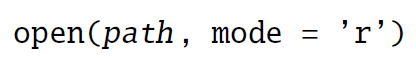 open(path, mode = ’r’)